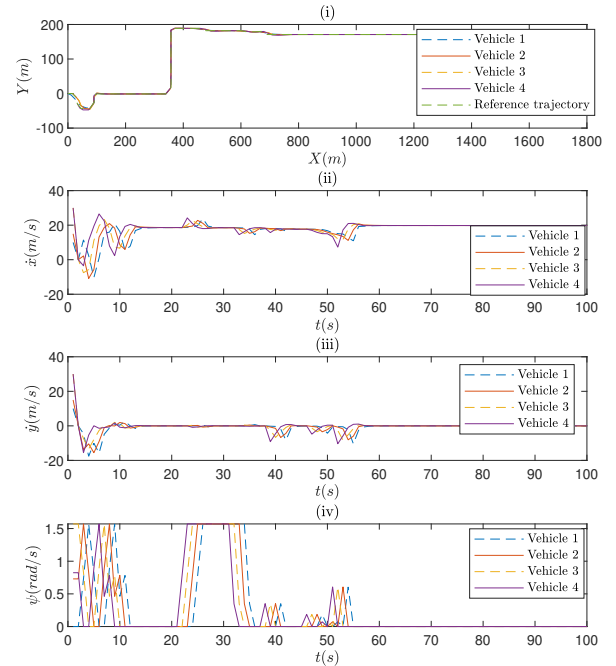 (i)
200
100
0
-100
Y(m)
Vehicle 1
Vehicle 2
Vehicle 3
Vehicle 4
Reference trajectory
0 200 400 600 800 1000 1200 1400 1600 1800
X(m)
(ii)
40
20
0
-20
ẋ(m/s)
Vehicle 1
Vehicle 2
Vehicle 3
Vehicle 4
0 10 20 30 40 50 60 70 80 90 100
t(s)
(iii)
40
20
0
-20
ẏ(m/s)
Vehicle 1
Vehicle 2
Vehicle 3
Vehicle 4
0 10 20 30 40 50 60 70 80 90 100
t(s)
(iv)
1.5
1
0.5
0
ψ(rad/s)
Vehicle 1
Vehicle 2
Vehicle 3
Vehicle 4
0 10 20 30 40 50 60 70 80 90 100
t(s)